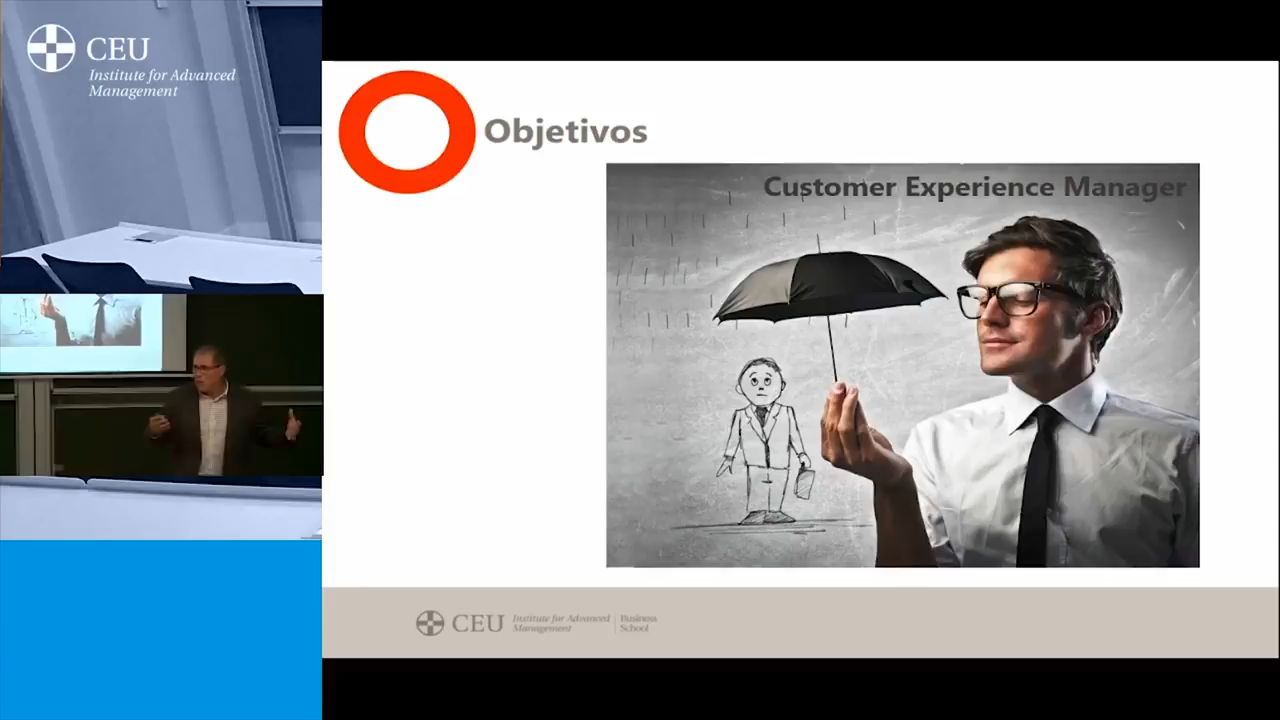 CEU
Institute for Advanced
Management
Objetivos
Customer Experience Manager
CEU
Institute for Advanced
Management
Business
School